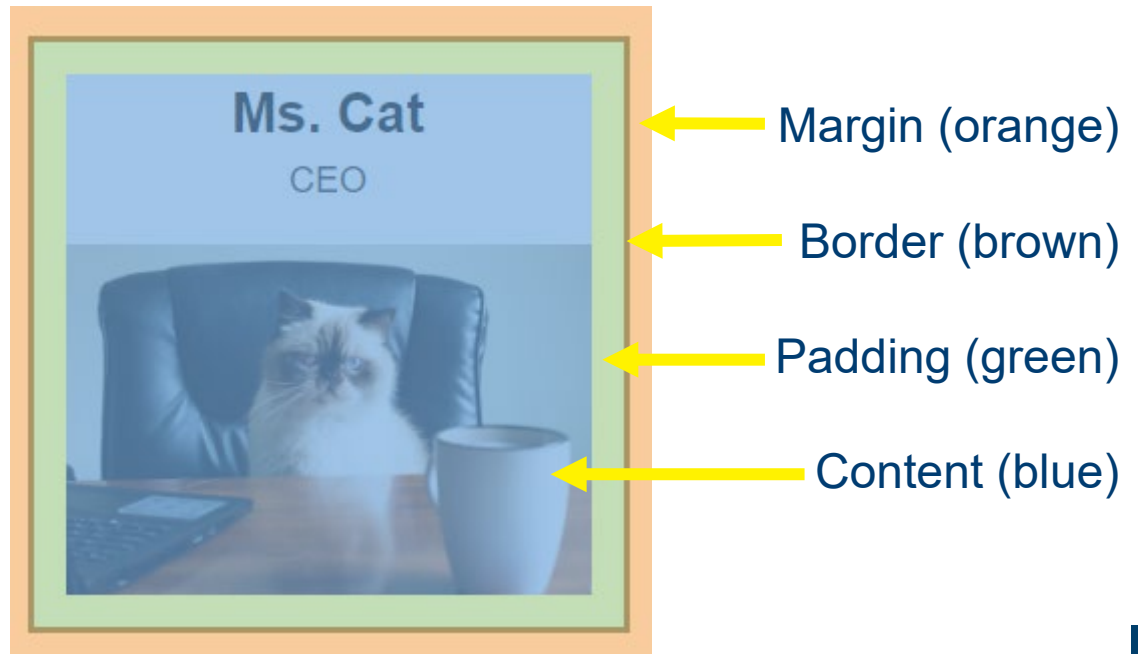 Ms. Cat
CEO
Margin (orange)
Border (brown)
Padding (green)
Content (blue)